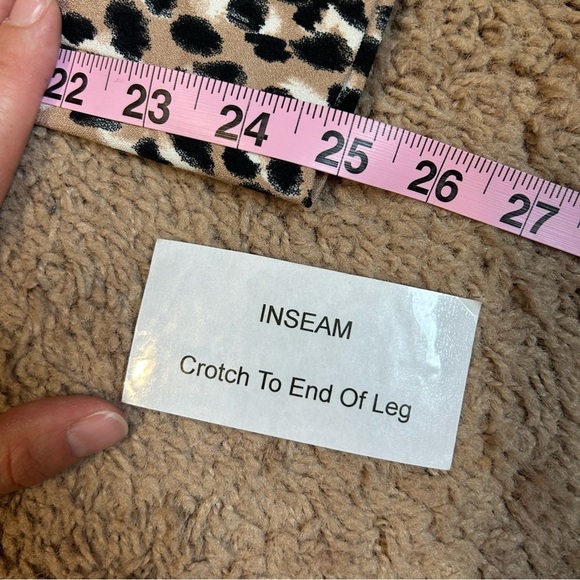 22 23 24 25 26 27
INSEAM
Crotch To End Of Leg